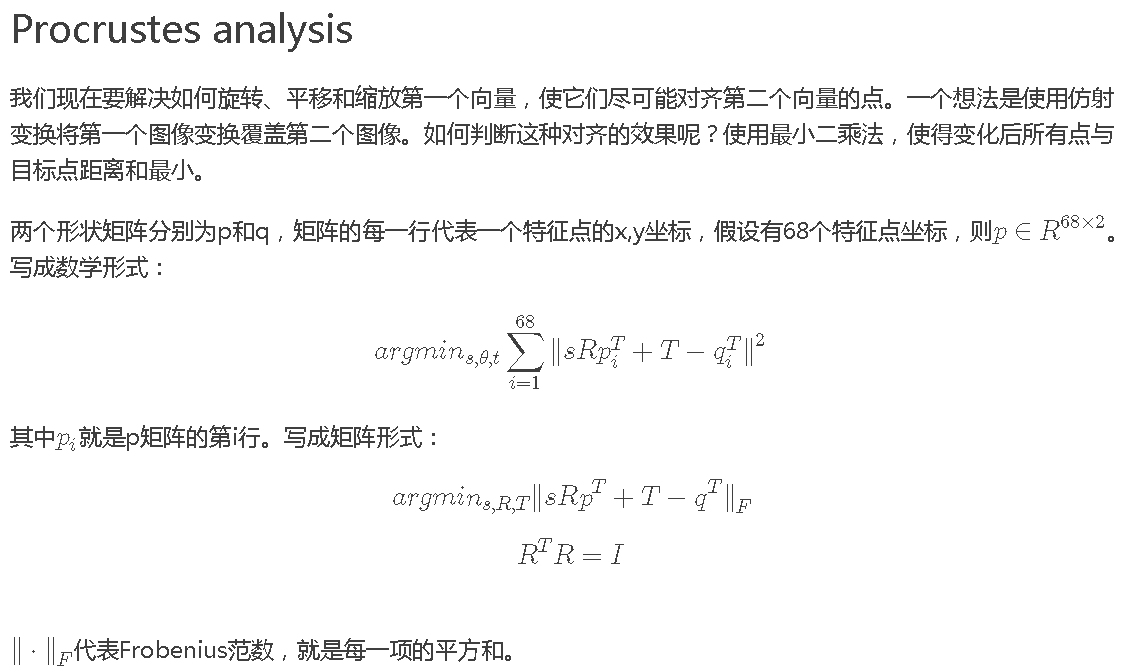 Procrustes analysis
我们现在要解决如何旋转、平移和缩放第一个向量，使它们尽可能对齐第二个向量的点。一个想法是使用仿射
变换将第一个图像变换覆盖第二个图像。如何判断这种对齐的效果呢？使用最小二乘法，使得变化后所有点与
目标点距离和最小。
两个形状矩阵分别为p和q，矩阵的每一行代表一个特征点的x,y坐标，假设有68个特征点坐标，则$p \in R^{68 \times 2}$。
写成数学形式：
$argmin_{s,\theta,t} \sum_{i=1}^{68} \| sRp_i^T + T - q_i^T \|^2$
其中$p_i$就是p矩阵的第i行。写成矩阵形式：
$argmin_{s,R,T} \| sRp^T + T - q^T \|_F$
$R^T R = I$
$\| \cdot \|_F$代表Frobenius范数，就是每一项的平方和。